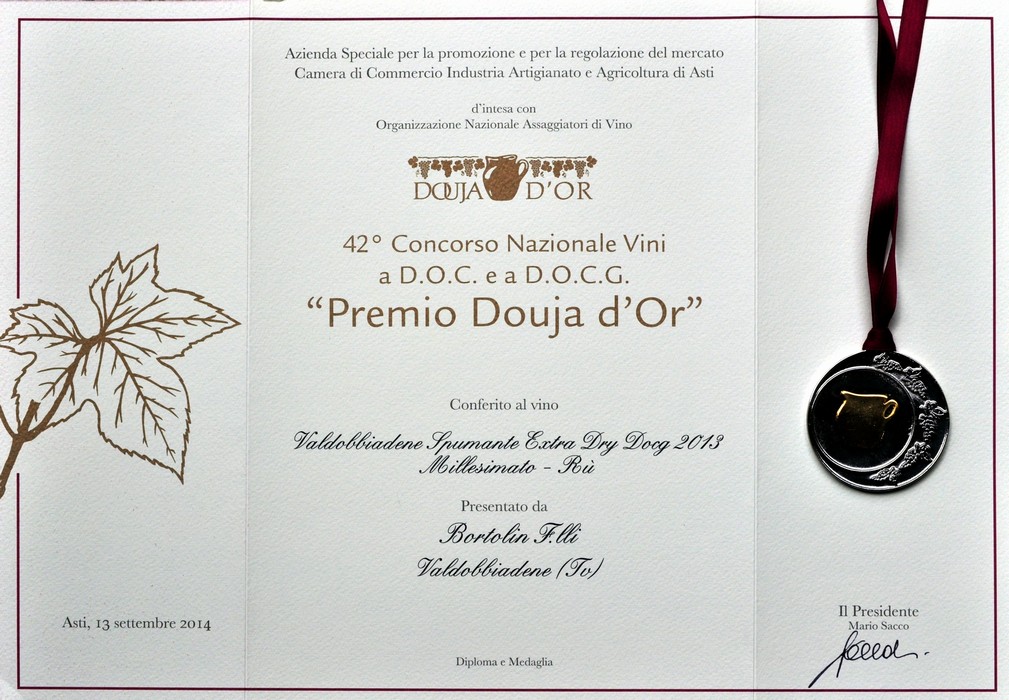 Azienda Speciale per la promozione e per la regolazione del mercato
Camera di Commercio Industria Artigianato e Agricoltura di Asti
d'intesa con
Organizzazione Nazionale Assaggiatori di Vino
DOUJA D'OR
42° Concorso Nazionale Vini
a D.O.C. e a D.O.C.G.
“Premio Douja d'Or”
Conferito al vino
Valdobbiadene Spumante Extra Dry Docg 2013
Millesimato - Rù
Presentato da
Bortolin F.lli
Valdobbiadene (Tv)
Asti, 13 settembre 2014
Il Presidente
Mario Sacco
Diploma e Medaglia